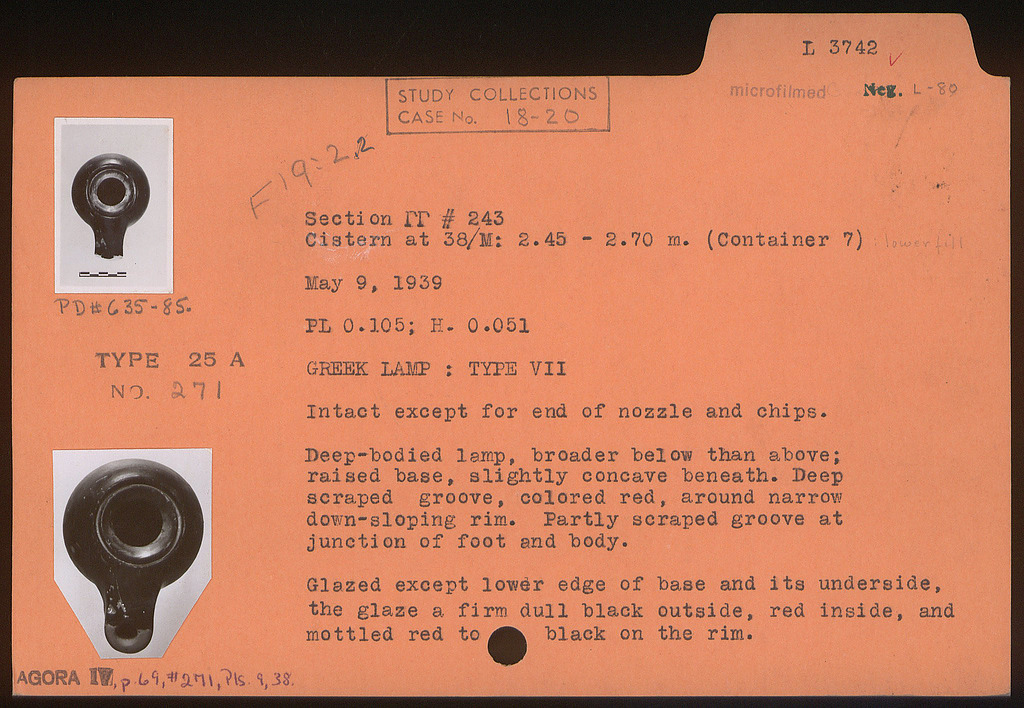 L 3742
microfilmed Neg. L-80
STUDY COLLECTIONS
CASE No. 18-20
F 19:2.2
Section ΓΓ # 243
Cistern at 38/M: 2.45 - 2.70 m. (Container 7) : lower fill
May 9, 1939
PD# 635-85.
PL 0.105; H. 0.051
TYPE 25 A
NO. 271
GREEK LAMP : TYPE VII
Intact except for end of nozzle and chips.
Deep-bodied lamp, broader below than above;
raised base, slightly concave beneath. Deep
scraped groove, colored red, around narrow
down-sloping rim. Partly scraped groove at
junction of foot and body.
Glazed except lower edge of base and its underside,
the glaze a firm dull black outside, red inside, and
mottled red to black on the rim.
AGORA IV, p. 69, #271, Pls. 9, 38.